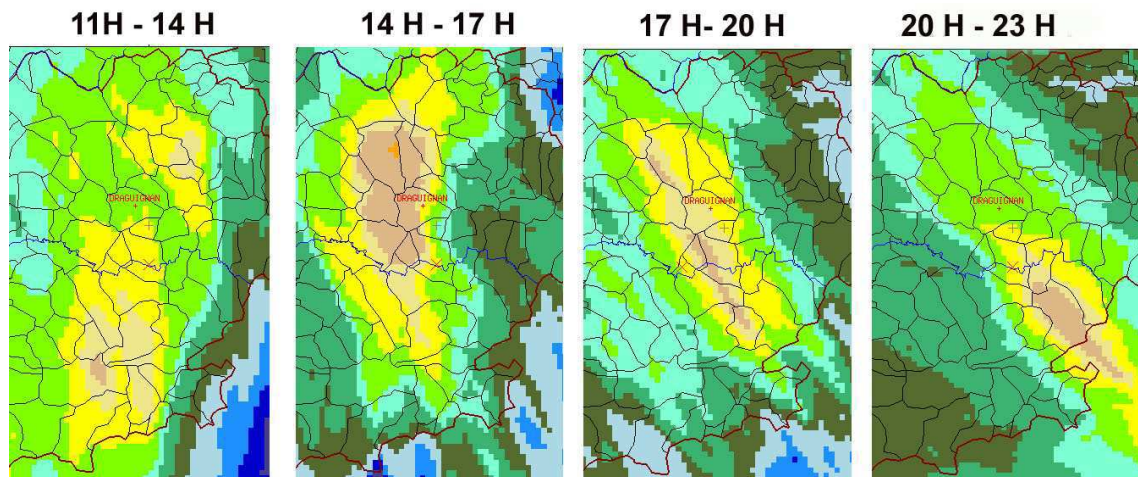 11H - 14 H
14 H - 17 H
17 H- 20 H
20 H - 23 H
DRAGUIGNAN
DRAGUIGNAN
DRAGUIGNAN
DRAGUIGNAN